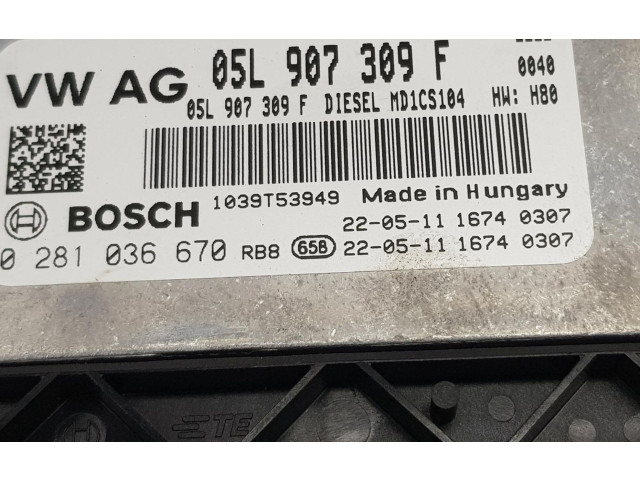 VW AG 05L 907 309 F 0040
05L 907 309 F DIESEL MD1CS104 HW: H80
1039T53949 Made in Hungary
BOSCH 22-05-11 1674 0307
0 281 036 670 RB8 658 22-05-11 1674 0307
TE